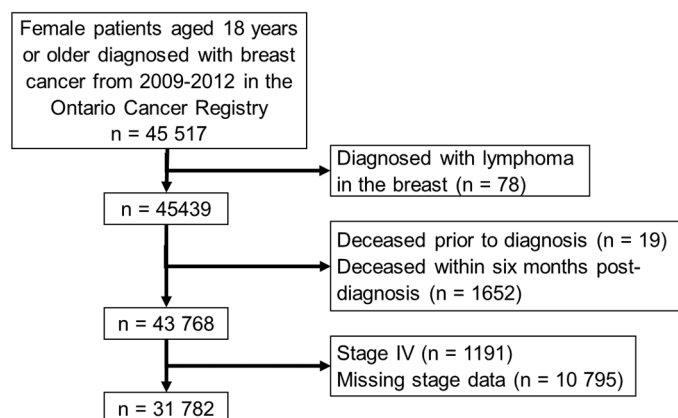 Female patients aged 18 years
or older diagnosed with breast
cancer from 2009-2012 in the
Ontario Cancer Registry
n = 45 517
Diagnosed with lymphoma
in the breast (n = 78)
n = 45439
Deceased prior to diagnosis (n = 19)
Deceased within six months post-
diagnosis (n = 1652)
n = 43 768
Stage IV (n = 1191)
Missing stage data (n = 10 795)
n = 31 782